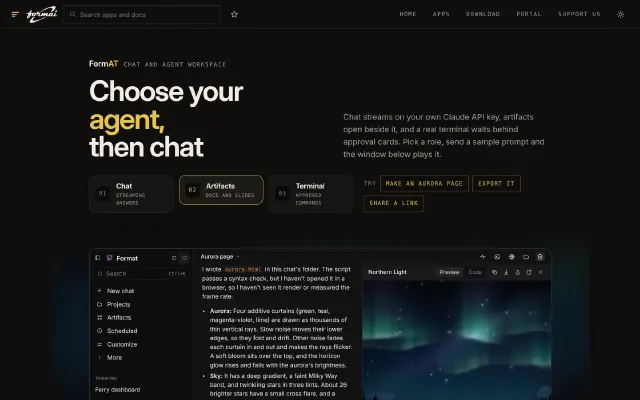 formai
Search apps and docs
HOME
APPS
DOWNLOAD
PORTAL
SUPPORT US
FormAT CHAT AND AGENT WORKSPACE
Choose your
agent,
then chat
Chat streams on your own Claude API key, artifacts
open beside it, and a real terminal waits behind
approval cards. Pick a role, send a sample prompt and
the window below plays it.
01
Chat
STREAMING
ANSWERS
02
Artifacts
DOCS AND SLIDES
03
Terminal
APPROVED
COMMANDS
TRY
MAKE AN AURORA PAGE
EXPORT IT
SHARE A LINK
Format
Search
Ctrl+K
New chat
Projects
Artifacts
Scheduled
Customize
More
Yesterday
Ferry dashboard
Aurora page
I wrote aurora.html in this chat's folder. The script
passes a syntax check, but I haven't opened it in a
browser, so I haven't seen it render or measured the
frame rate.
• Aurora: Four additive curtains (green, teal,
magenta-violet, lime) are drawn as thousands of
thin vertical rays. Slow noise moves their lower
edges, so they fold and drift. Other noise fades
each curtain in and out and makes the rays flicker.
A soft bloom sits over the top, and the horizon
glow rises and falls with the aurora's brightness.
• Sky: It has a deep gradient, a faint Milky Way
band, and twinkling stars in three tints. About 26
brighter stars have a small cross flare, and a
Northern Light
Preview
Code